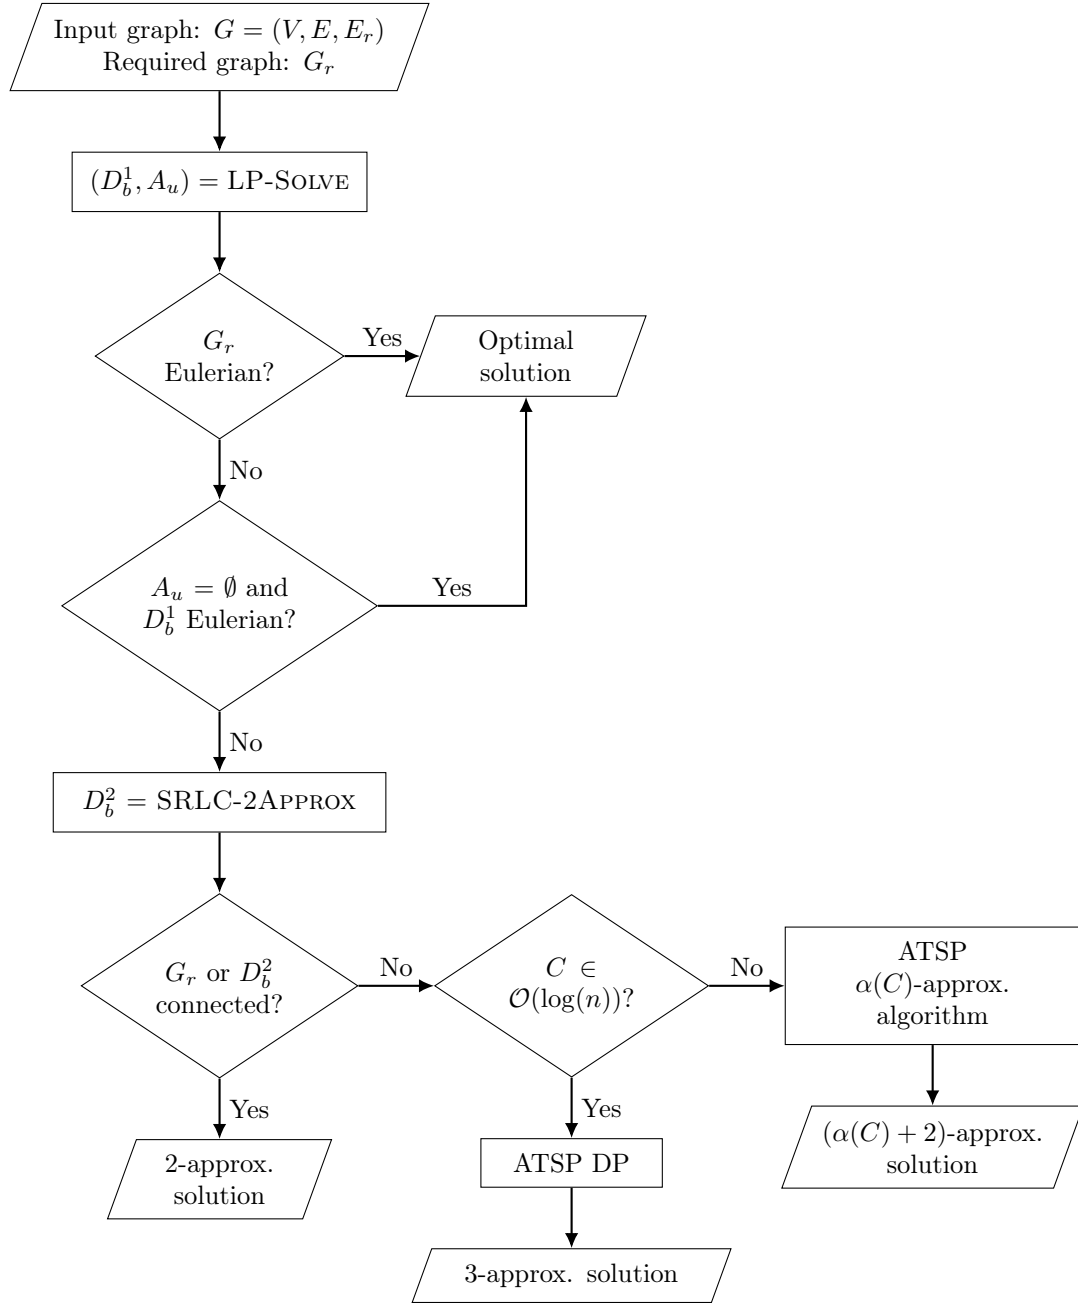 Input graph: G = (V, E, E_r)
Required graph: G_r
(D_b^1, A_u) = LP-SOLVE
G_r
Eulerian?
Yes
Optimal
solution
No
A_u = ∅ and
D_b^1 Eulerian?
Yes
No
D_b^2 = SRLC-2APPROX
G_r or D_b^2
connected?
No
C ∈
O(log(n))?
No
ATSP
α(C)-approx.
algorithm
Yes
2-approx.
solution
Yes
ATSP DP
(α(C) + 2)-approx.
solution
3-approx. solution